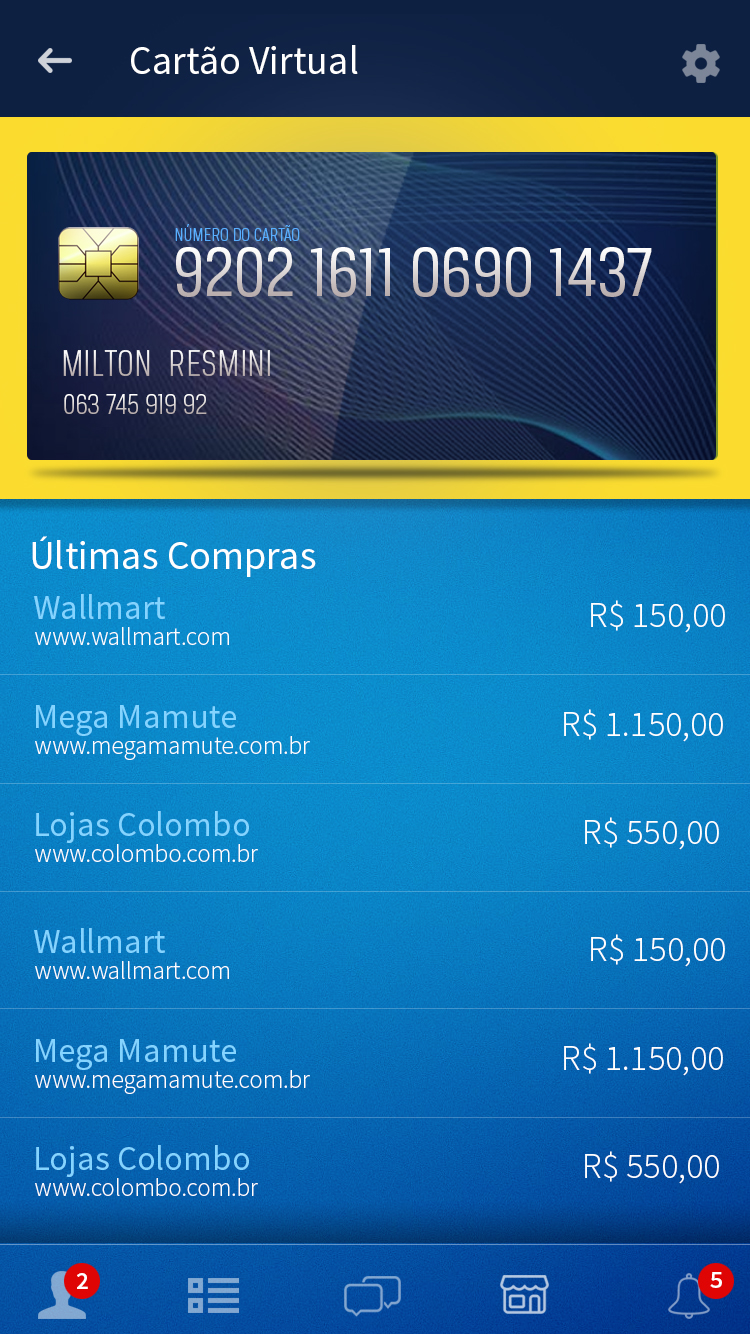 Cartão Virtual
NÚMERO DO CARTÃO
9202 1611 0690 1437
MILTON RESMINI
063 745 919 92
Últimas Compras
Wallmart R$ 150,00
www.wallmart.com
Mega Mamute R$ 1.150,00
www.megamamute.com.br
Lojas Colombo R$ 550,00
www.colombo.com.br
Wallmart R$ 150,00
www.wallmart.com
Mega Mamute R$ 1.150,00
www.megamamute.com.br
Lojas Colombo R$ 550,00
www.colombo.com.br
2 5